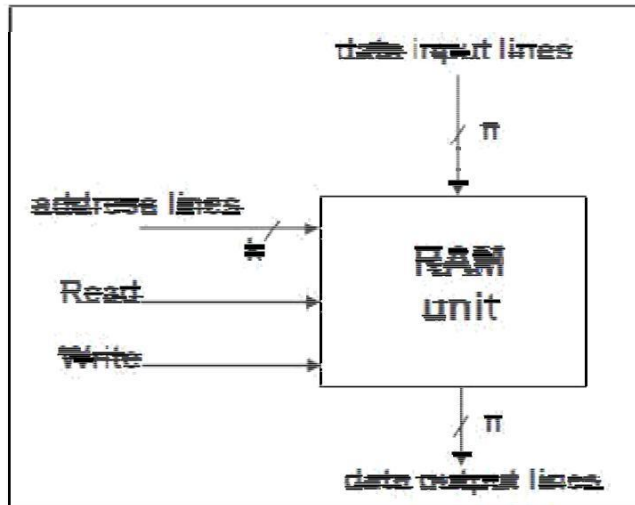 data input lines
n
address lines
k
Read
RAM
unit
Write
n
data output lines